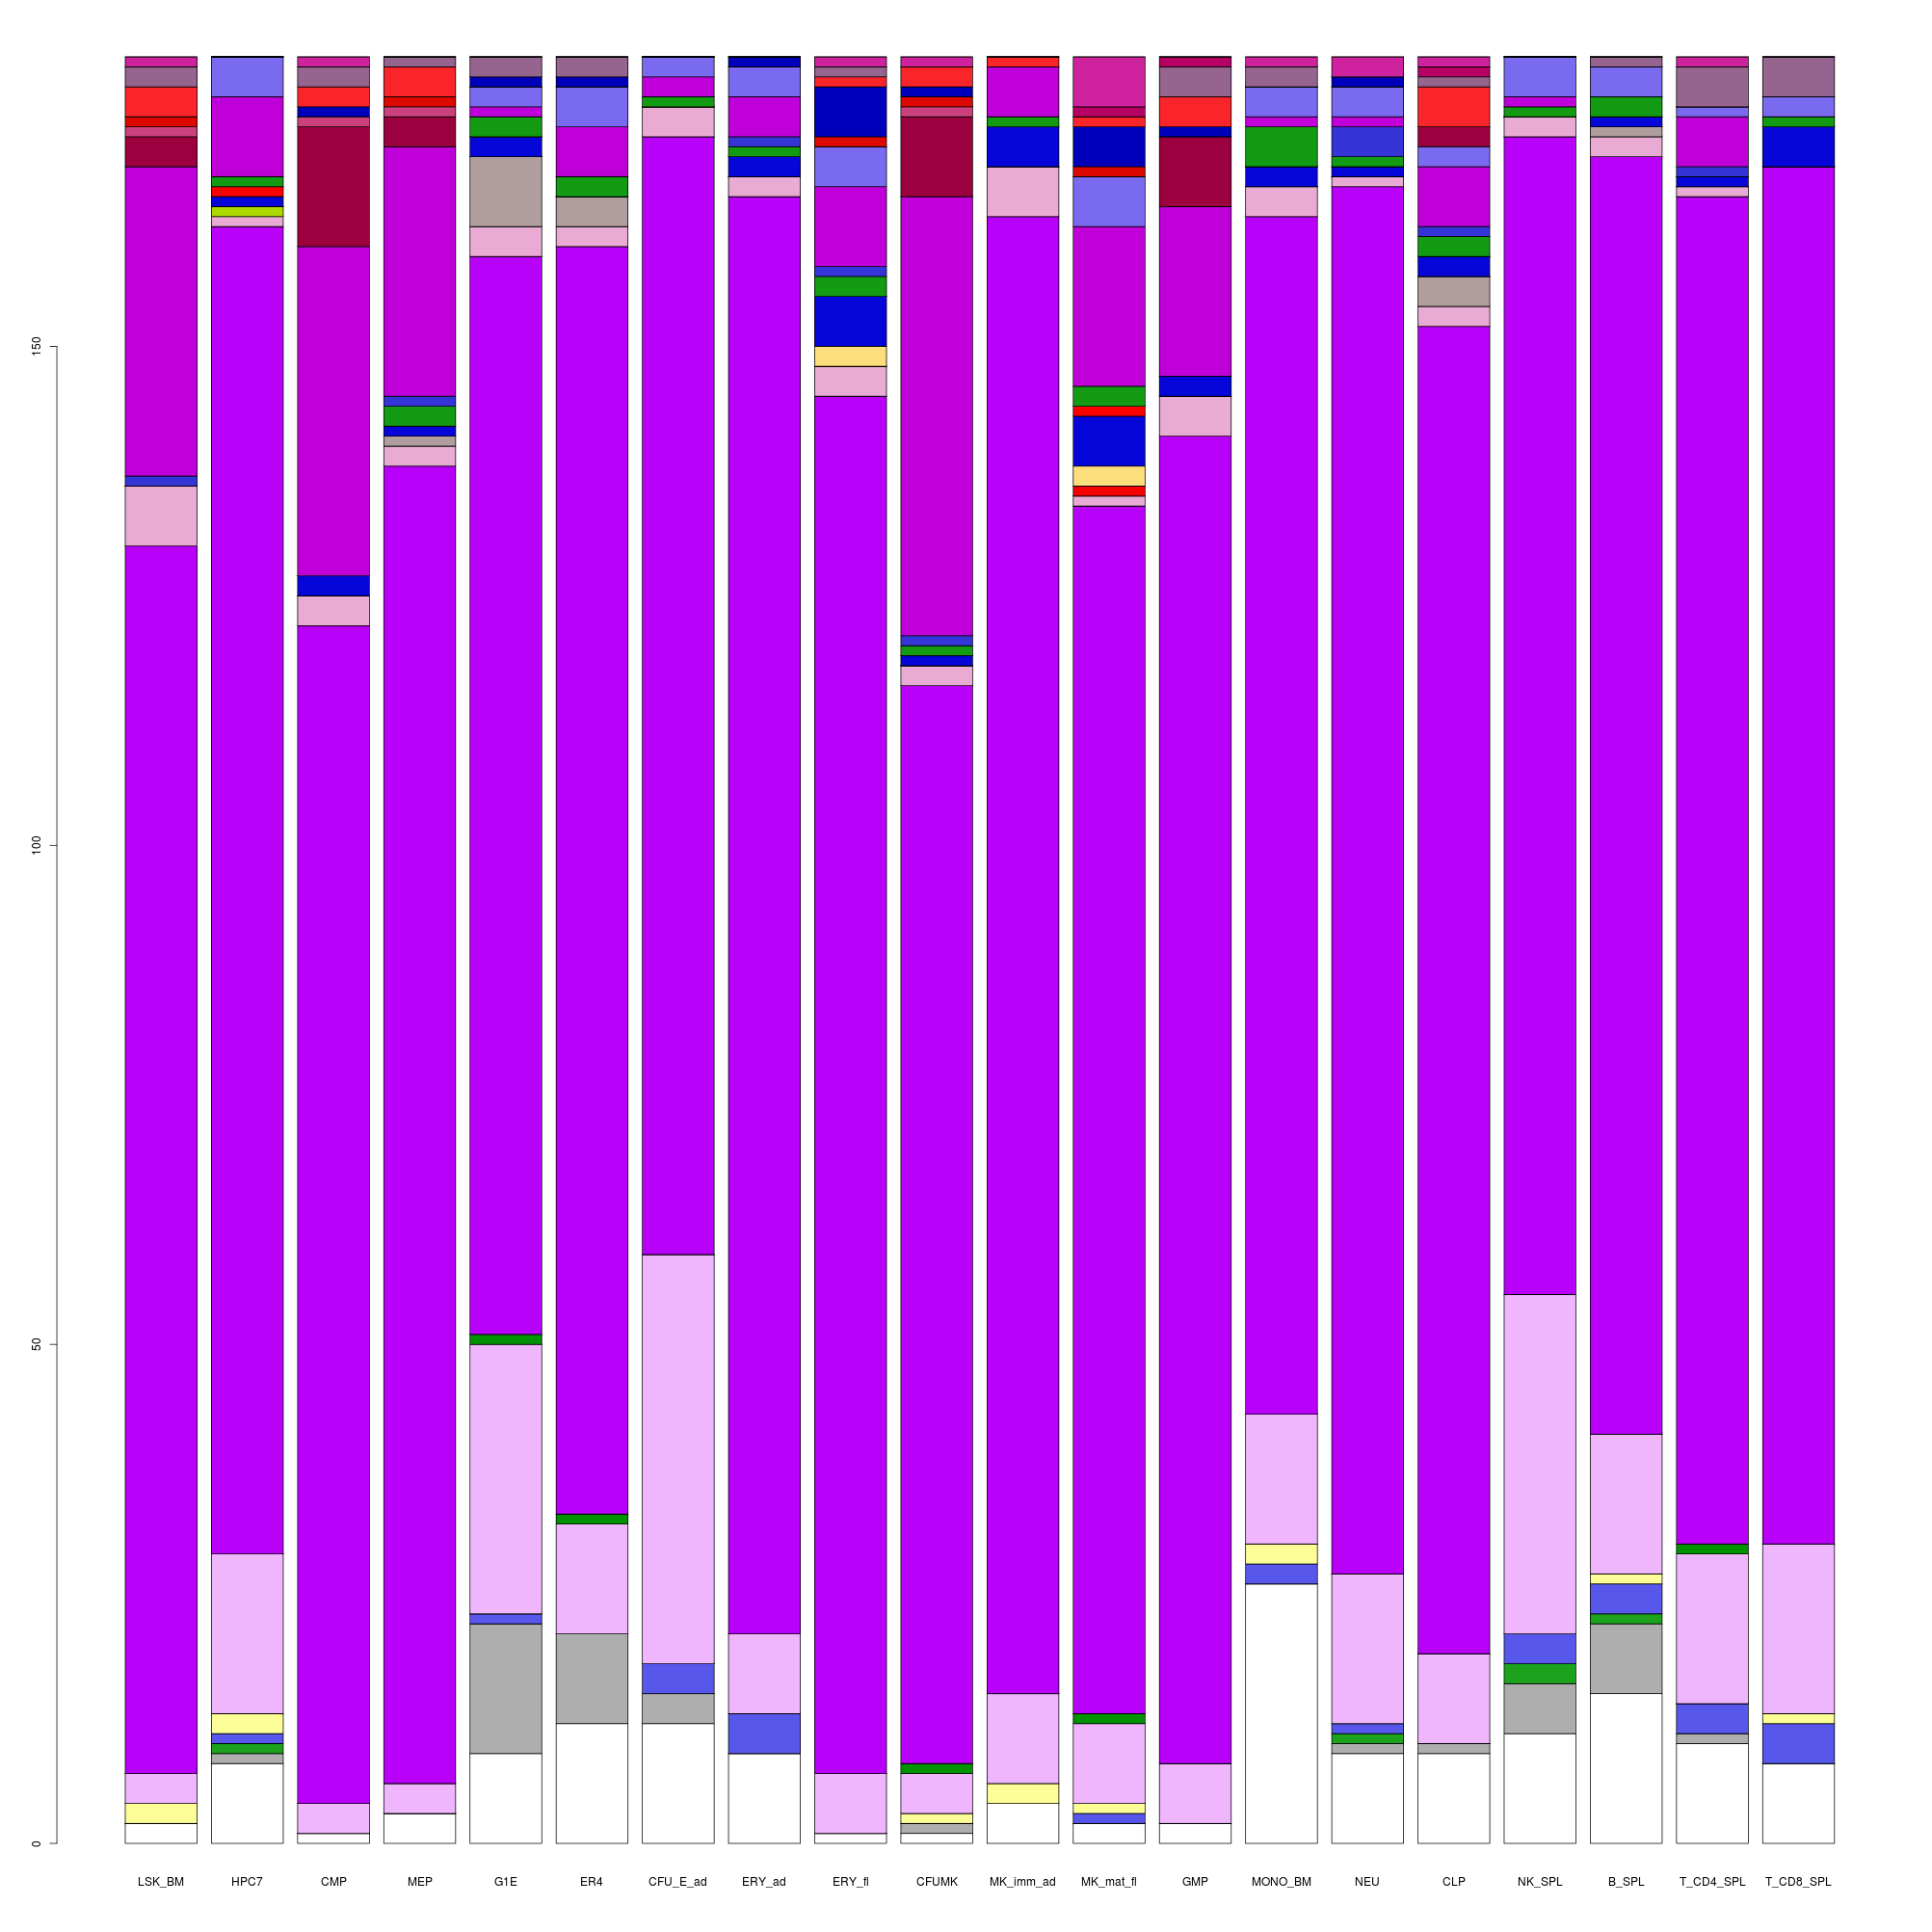 150
100
50
0
LSK_BM HPC7 CMP MEP G1E ER4 CFU_E_ad ERY_ad ERY_fl CFUMK MK_imm_ad MK_mat_fl GMP MONO_BM NEU CLP NK_SPL B_SPL T_CD4_SPL T_CD8_SPL